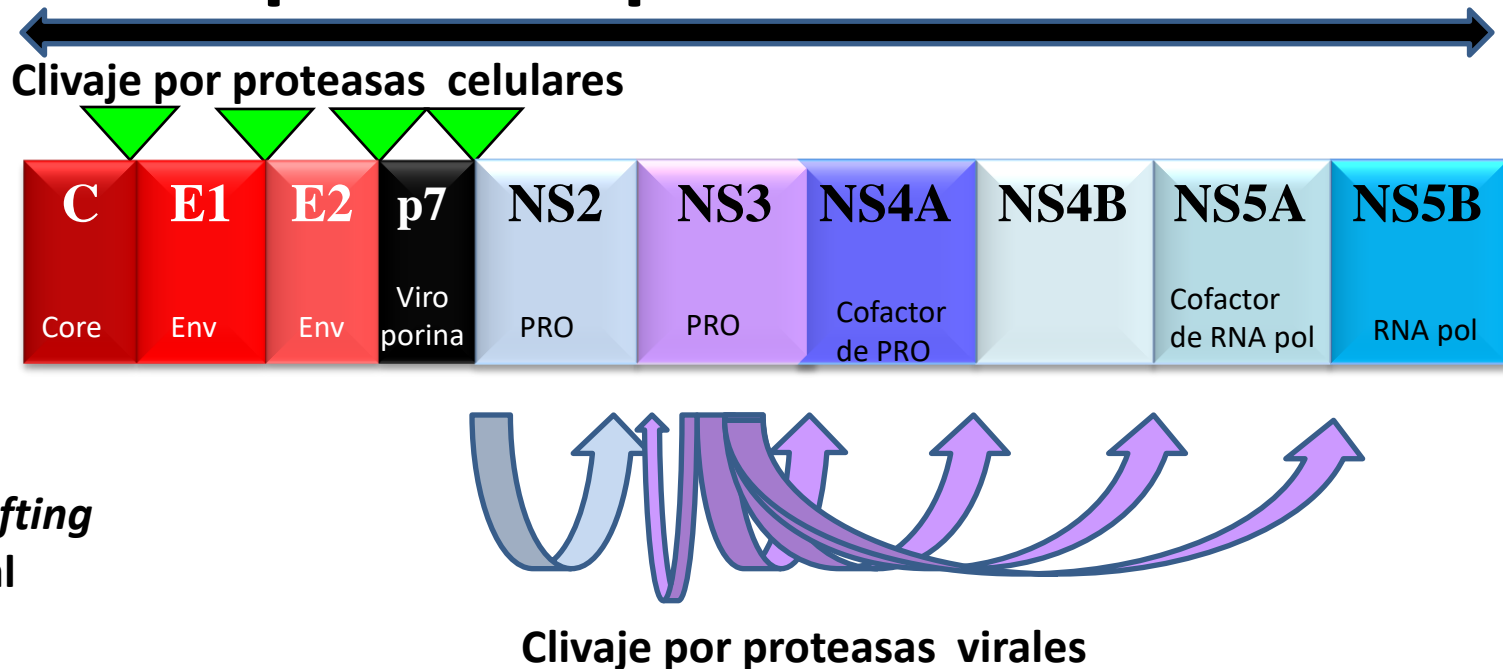 Clivaje por proteasas celulares
C E1 E2 p7 NS2 NS3 NS4A NS4B NS5A NS5B
Core Env Env Viro
porina PRO PRO Cofactor
de PRO Cofactor
de RNA pol RNA pol
Clivaje por proteasas virales